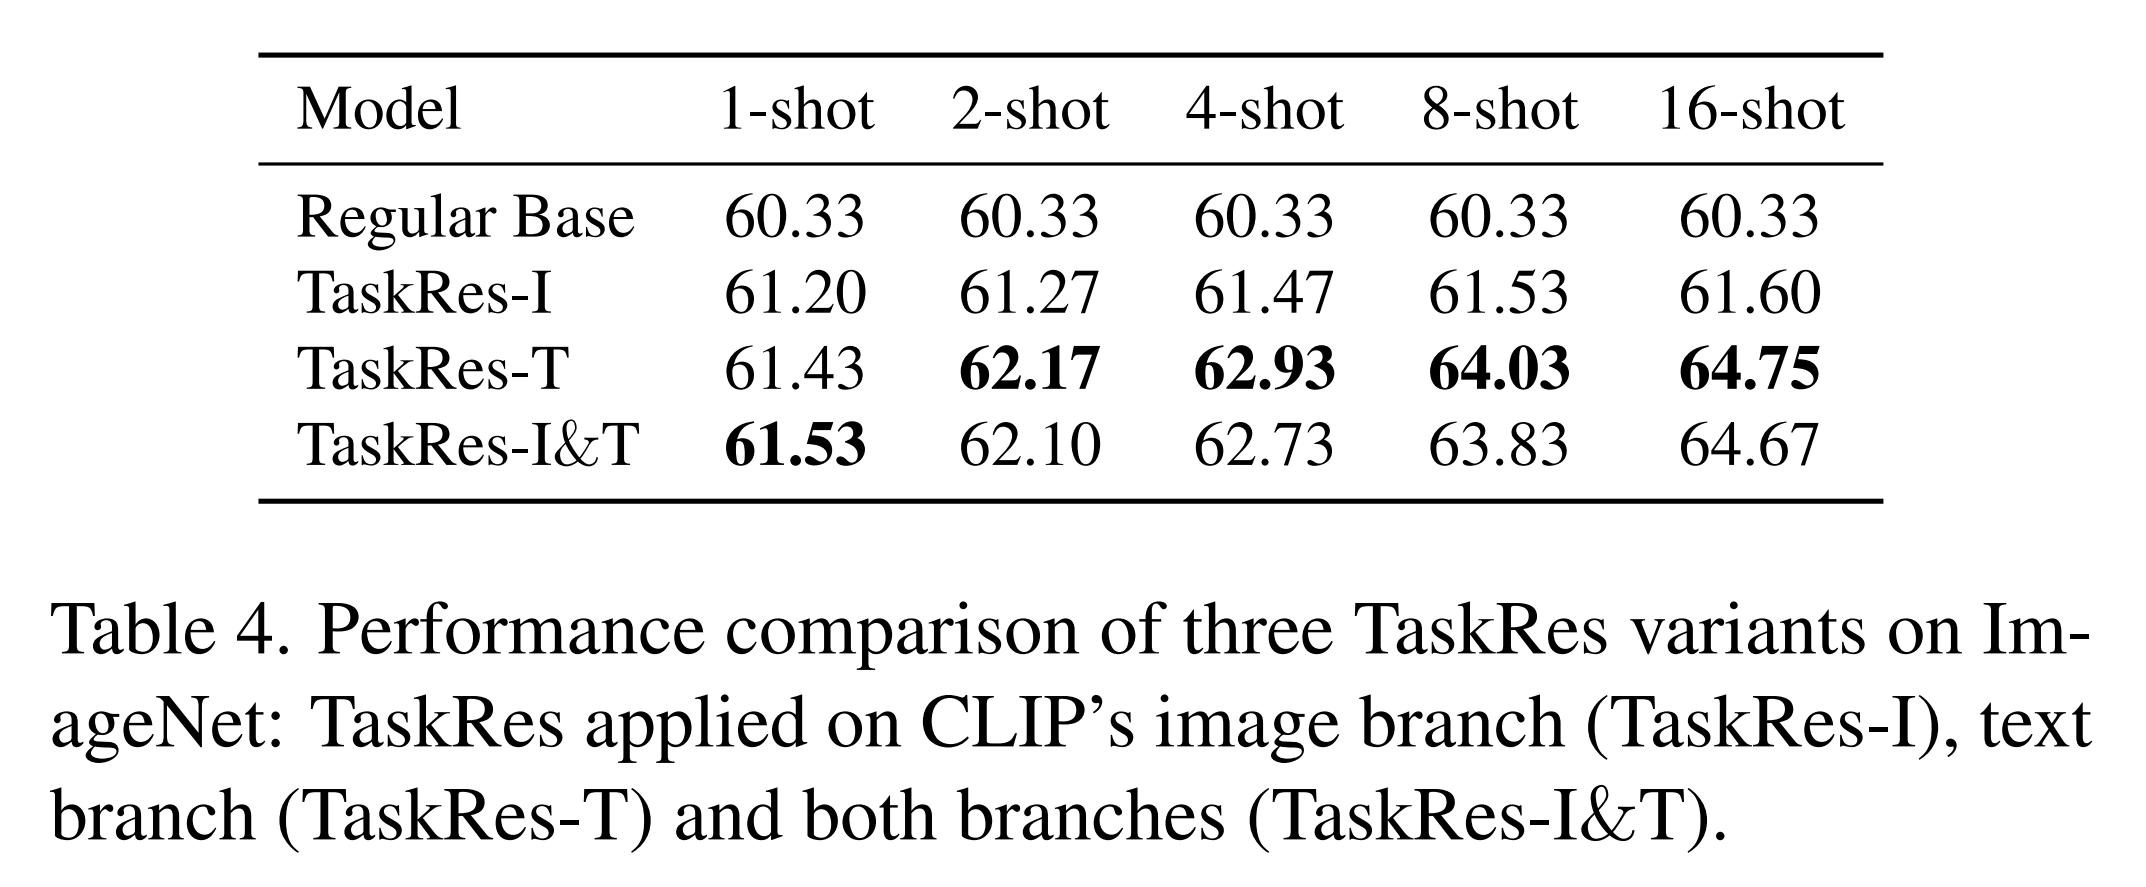 Model 1-shot 2-shot 4-shot 8-shot 16-shot
Regular Base 60.33 60.33 60.33 60.33 60.33
TaskRes-I 61.20 61.27 61.47 61.53 61.60
TaskRes-T 61.43 62.17 62.93 64.03 64.75
TaskRes-I&T 61.53 62.10 62.73 63.83 64.67
Table 4. Performance comparison of three TaskRes variants on Im-
ageNet: TaskRes applied on CLIP’s image branch (TaskRes-I), text
branch (TaskRes-T) and both branches (TaskRes-I&T).